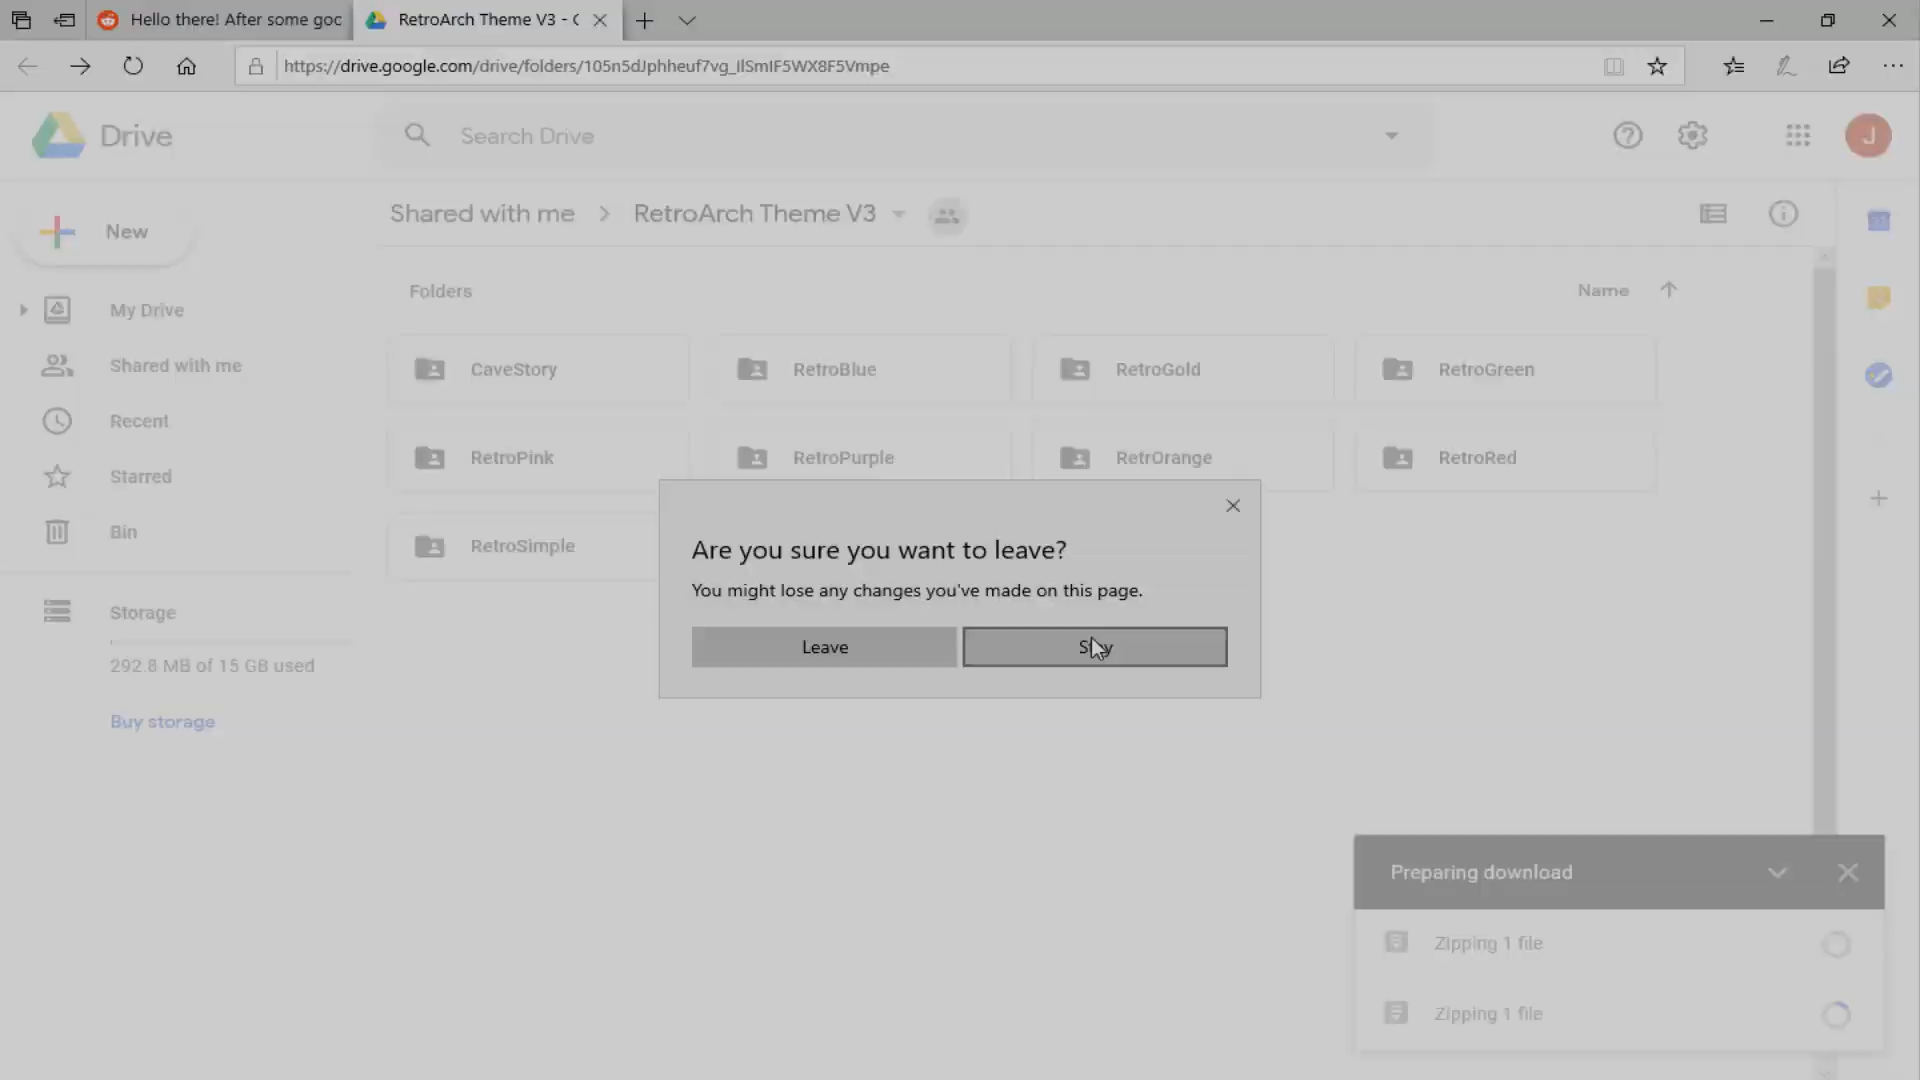 Hello there! After some goc
RetroArch Theme V3 - G
https://drive.google.com/drive/folders/105n5dJphheuf7vg_IlSmIF5WX8F5Vmpe
Drive
Search Drive
J
New
Shared with me > RetroArch Theme V3
Folders
Name
My Drive
Shared with me
Recent
Starred
Bin
Storage
292.8 MB of 15 GB used
Buy storage
CaveStory
RetroBlue
RetroGold
RetroGreen
RetroPink
RetroPurple
RetrOrange
RetroRed
RetroSimple
Are you sure you want to leave?
You might lose any changes you've made on this page.
Leave
Stay
Preparing download
Zipping 1 file
Zipping 1 file